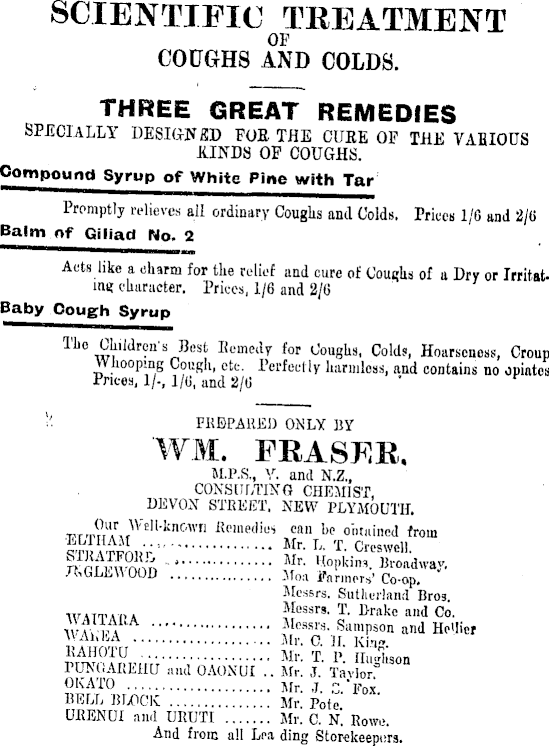 SCIENTIFIC TREATMENT
OF
COUGHS AND COLDS.
THREE GREAT REMEDIES
SPECIALLY DESIGNED FOR THE CURE OF THE VARIOUS
KINDS OF COUGHS.
Compound Syrup of White Pine with Tar
Promptly relieves all ordinary Coughs and Colds. Prices 1/6 and 2/6
Balm of Giliad No. 2
Acts like a charm for the relief and cure of Coughs of a Dry or Irritat-
ing character. Prices, 1/6 and 2/6
Baby Cough Syrup
The Children's Best Remedy for Coughs, Colds, Hoarseness, Croup
Whooping Cough, etc. Perfectly harmless, and contains no opiates
Prices, 1/-, 1/6, and 2/6
PREPARED ONLY BY
WM. FRASER,
M.P.S., V. and N.Z.,
CONSULTING CHEMIST,
DEVON STREET, NEW PLYMOUTH.
Our Well-known Remedies can be obtained from
ELTHAM ................ Mr. L. T. Creswell.
STRATFORD ............. Mr. Hopkins, Broadway.
INGLEWOOD ............... Moa Farmers' Co-op.
Messrs. Sutherland Bros.
Messrs. T. Drake and Co.
WAITARA .................. Messrs. Sampson and Hellier
WAREA .................... Mr. C. H. King.
RAHOTU ................... Mr. T. P. Hughson
PUNGAREHU and OAONUI .. Mr. J. Taylor.
OKATO .................... Mr. J. S. Fox.
BELL BLOCK ............... Mr. Pote.
URENUI and URUTI ....... Mr. C. N. Rowe.
And from all Leading Storekeepers.